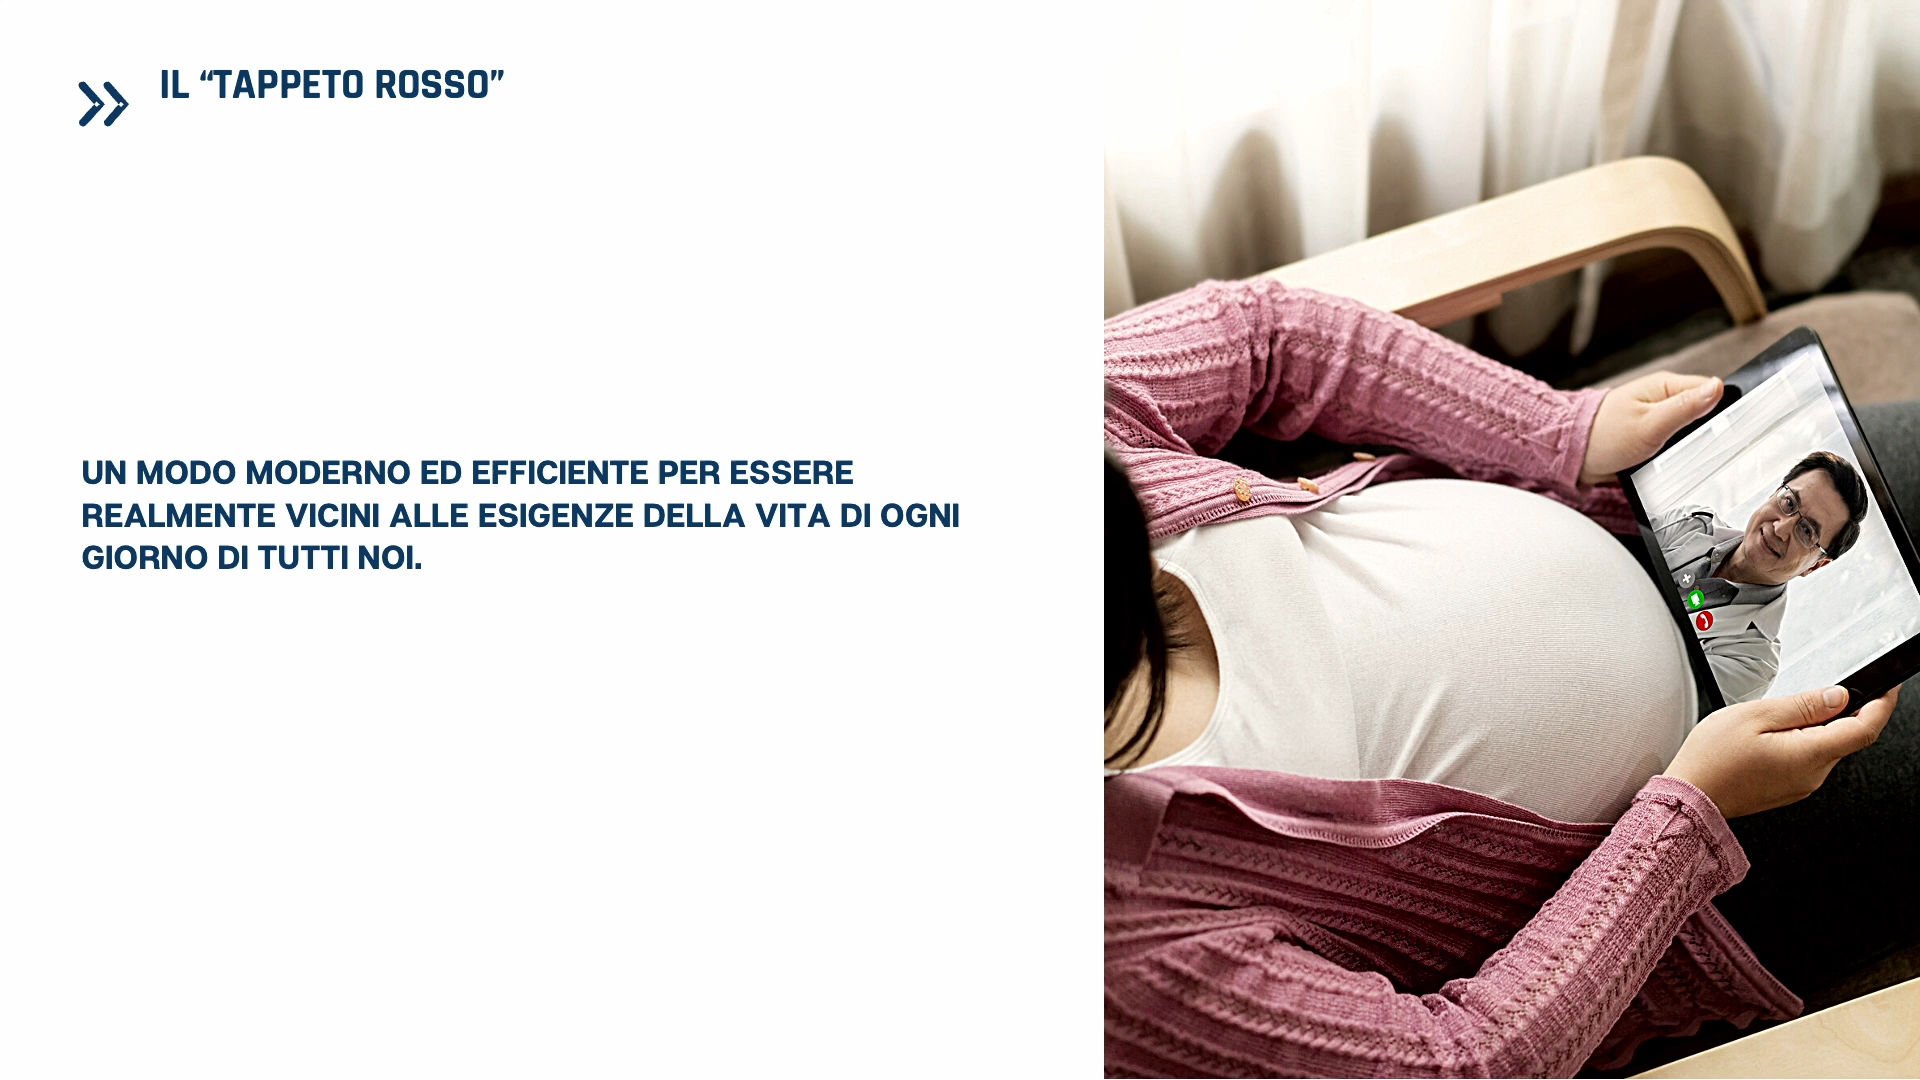 IL “TAPPETO ROSSO”
UN MODO MODERNO ED EFFICIENTE PER ESSERE
REALMENTE VICINI ALLE ESIGENZE DELLA VITA DI OGNI
GIORNO DI TUTTI NOI.